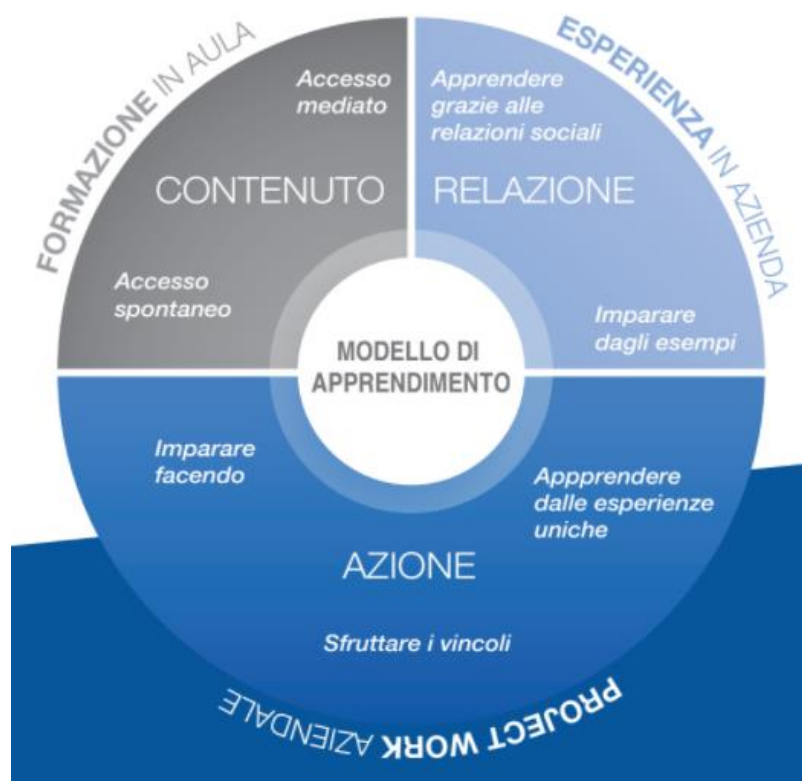 FORMAZIONE IN AULA
ESPERIENZA IN AZIENDA
Accesso
mediato
CONTENUTO
Accesso
spontaneo
Apprendere
grazie alle
relazioni sociali
RELAZIONE
Imparare
dagli esempi
MODELLO DI
APPRENDIMENTO
Imparare
facendo
Appprendere
dalle esperienze
uniche
AZIONE
Sfruttare i vincoli
PROJECT WORK AZIENDALE